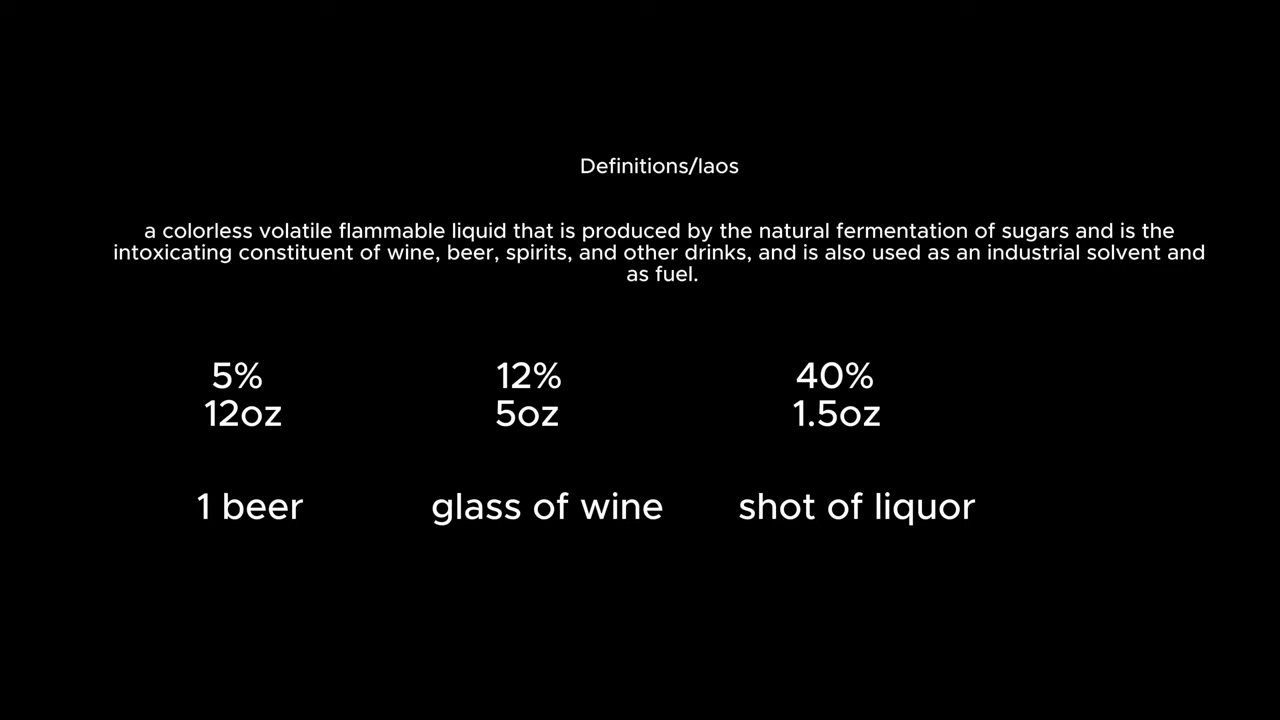 Definitions/laos
a colorless volatile flammable liquid that is produced by the natural fermentation of sugars and is the
intoxicating constituent of wine, beer, spirits, and other drinks, and is also used as an industrial solvent and
as fuel.
5% 12% 40%
12oz 5oz 1.5oz
1 beer glass of wine shot of liquor